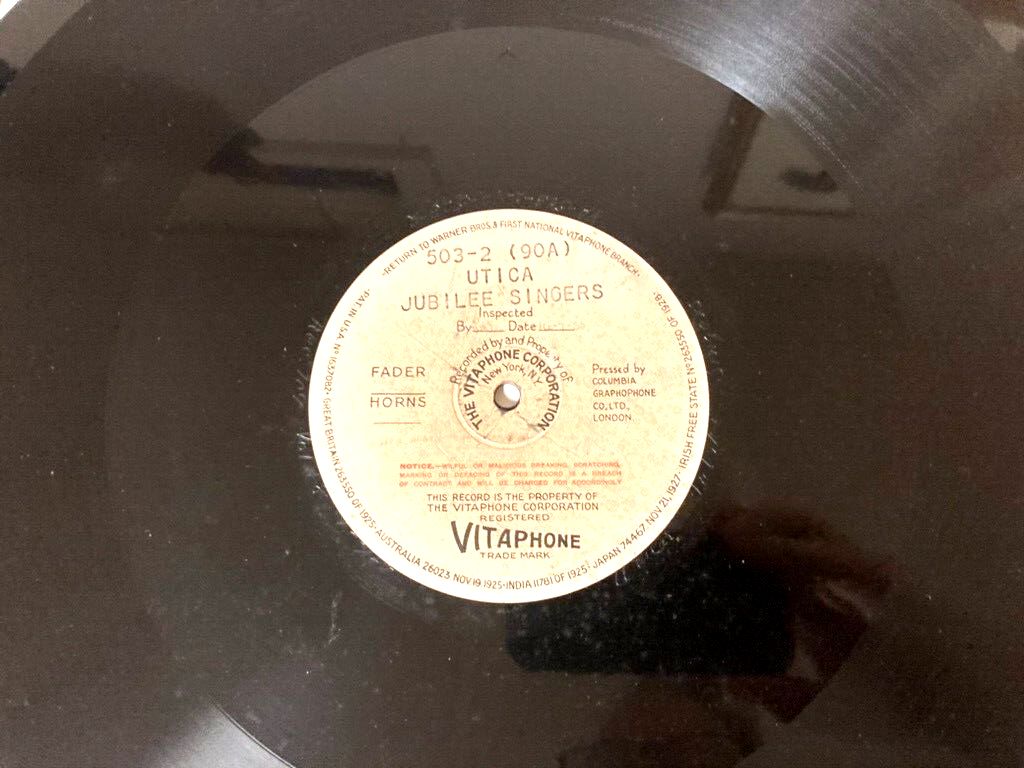 ·RETURN TO WARNER BROS. & FIRST NATIONAL VITAPHONE BRANCH·
503-2 (90A)
UTICA
JUBILEE SINGERS
Inspected
By Date
Recorded by and Property of
THE VITAPHONE CORPORATION
New York, N.Y.
FADER
HORNS
Pressed by
COLUMBIA
GRAPHOPHONE
CO., LTD.,
LONDON.
NOTICE.—WILFUL OR MALICIOUS BREAKING, SCRATCHING,
MARKING OR DEFACING OF THIS RECORD IS A BREACH
OF CONTRACT AND WILL BE CHARGED FOR ACCORDINGLY
THIS RECORD IS THE PROPERTY OF
THE VITAPHONE CORPORATION
REGISTERED
VITAPHONE
TRADE MARK
·PAT IN U.S.A. No 1637082·GREAT BRITAIN 263550 OF 1925·AUSTRALIA 26023 NOV 19 1925·INDIA 11781 OF 1925·JAPAN 74467, NOV 21, 1927·IRISH FREE STATE No 261550 OF 1928·